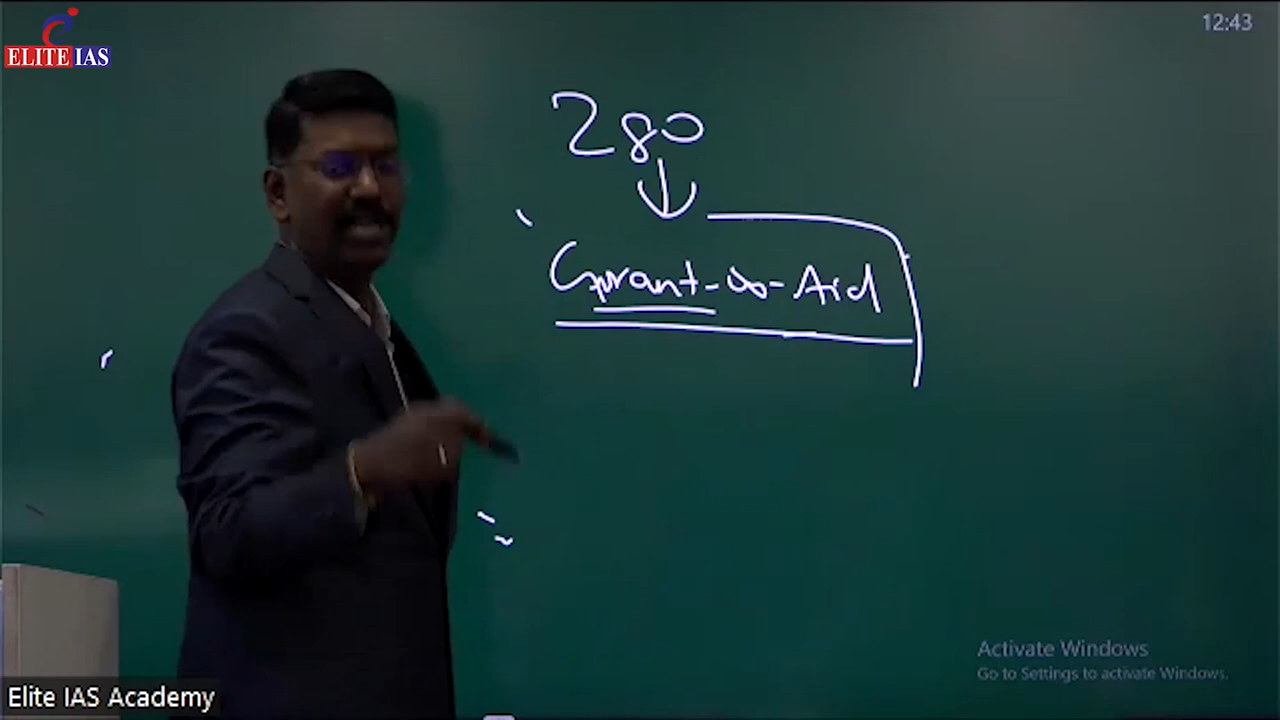 ELITE IAS
12:43
280
Grant-in-Aid
Activate Windows
Go to Settings to activate Windows.
Elite IAS Academy